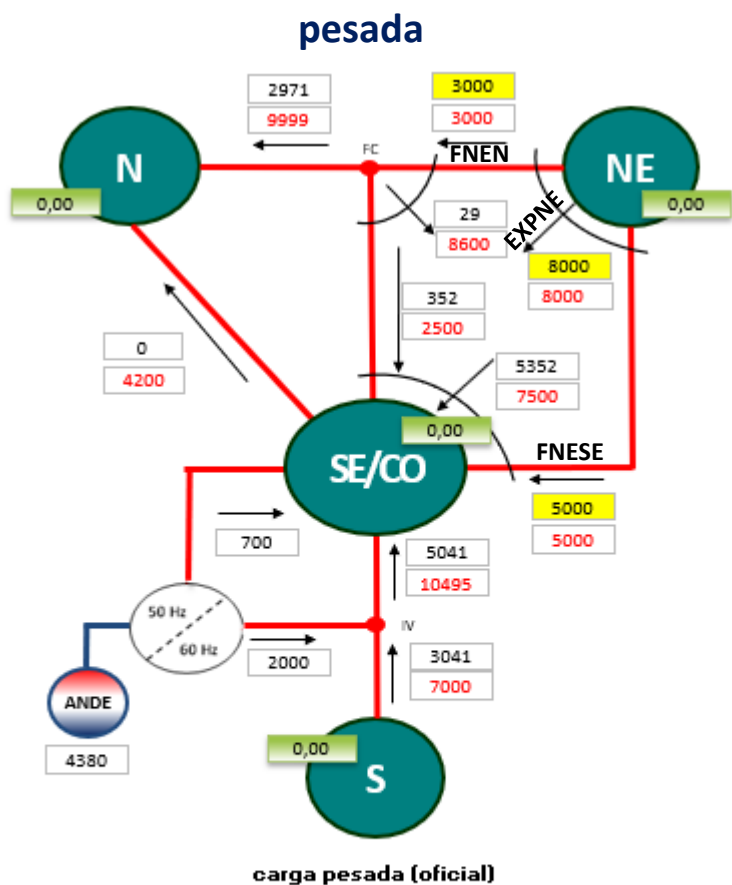 pesada
2971
9999
3000
3000
FC
FNEN
N
NE
0,00
0,00
29
8600
EXPNE
8000
8000
352
2500
0
4200
5352
7500
0,00
SE/CO
FNESE
5000
5000
700
5041
10495
50 Hz
60 Hz
IV
2000
3041
7000
ANDE
4380
0,00
S
carga pesada (oficial)